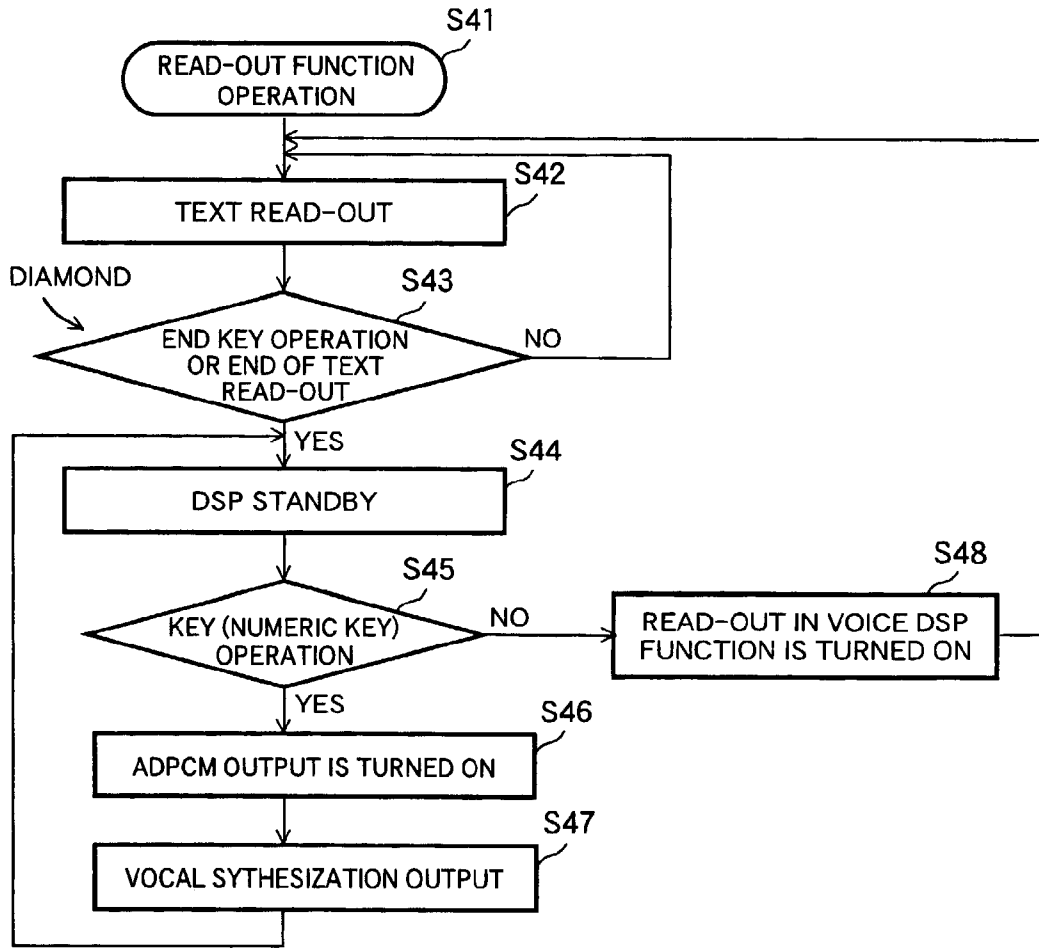 S41
READ-OUT FUNCTION
OPERATION
S42
TEXT READ-OUT
DIAMOND
S43
END KEY OPERATION
OR END OF TEXT
READ-OUT
NO
YES
S44
DSP STANDBY
S45
KEY (NUMERIC KEY)
OPERATION
NO
S48
READ-OUT IN VOICE DSP
FUNCTION IS TURNED ON
YES
S46
ADPCM OUTPUT IS TURNED ON
S47
VOCAL SYTHESIZATION OUTPUT